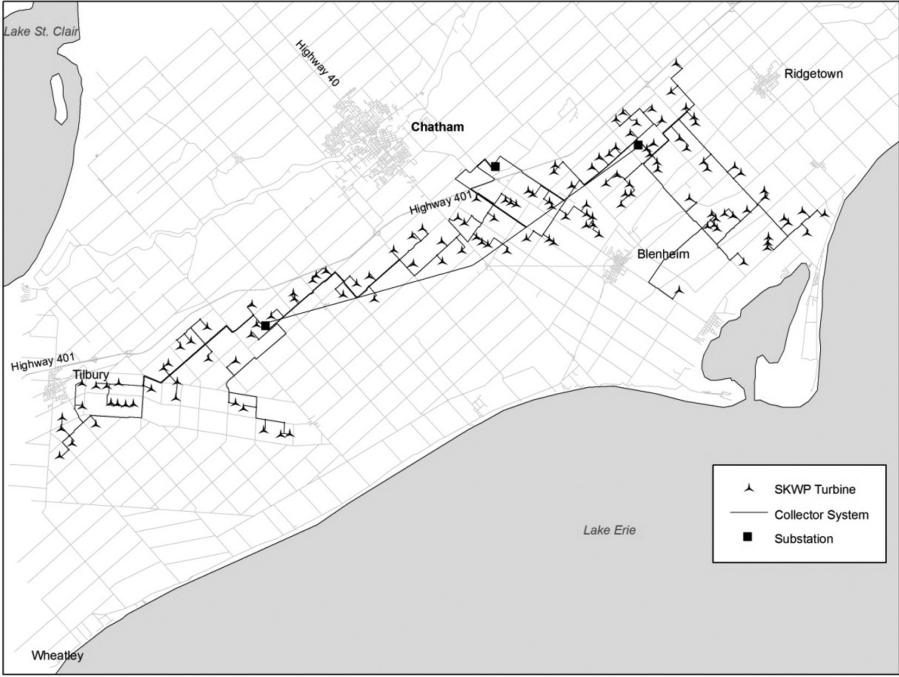 Lake St. Clair
Highway 40
Ridgetown
Chatham
Highway 401
Blenheim
Highway 401
Tilbury
SKWP Turbine
Collector System
Substation
Lake Erie
Wheatley